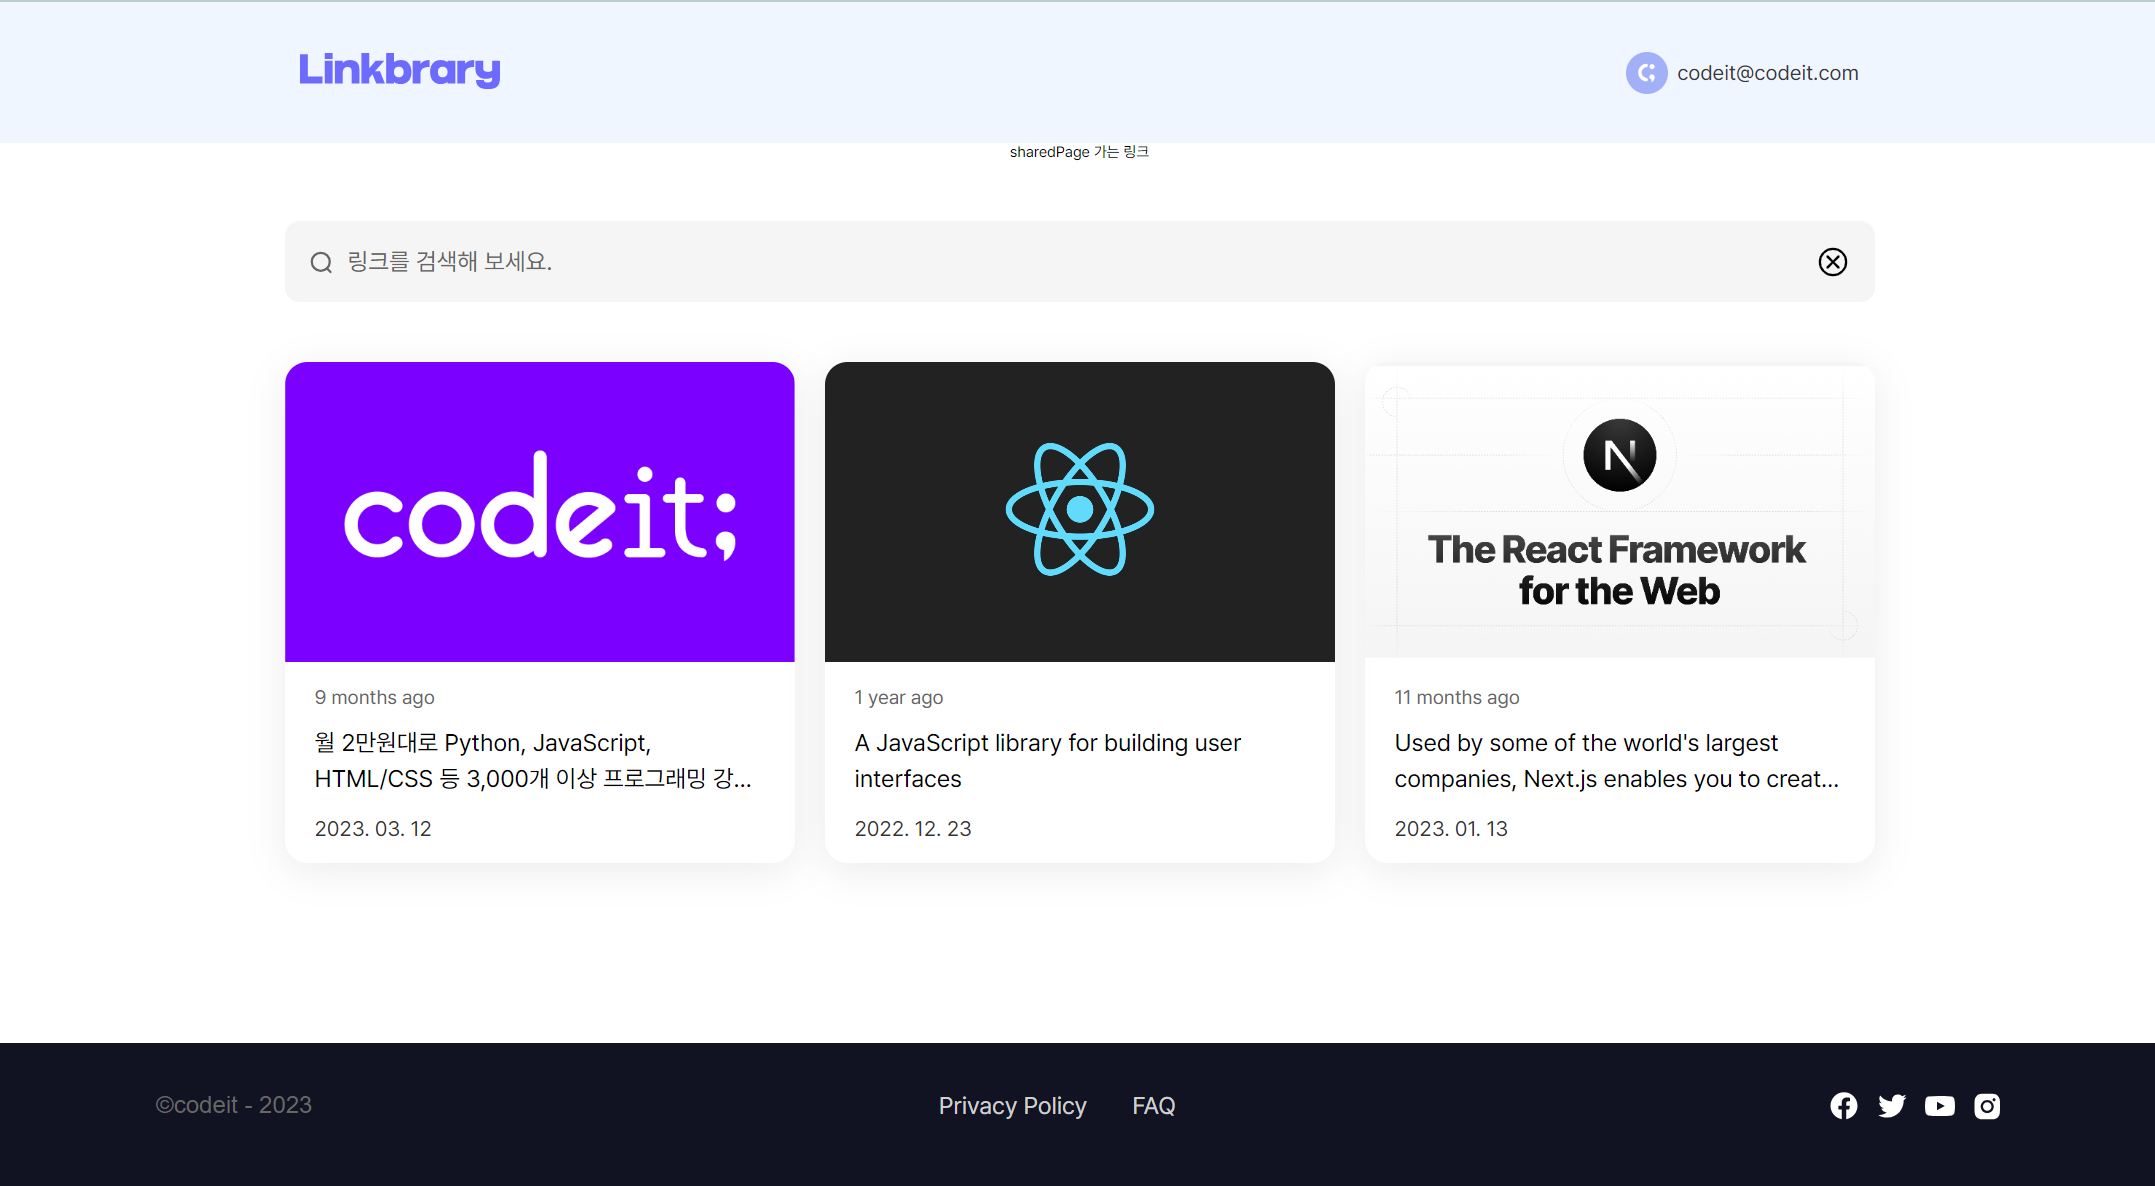 Linkbrary
codeit@codeit.com
sharedPage 가는 링크
링크를 검색해 보세요.
codeit;
9 months ago
월 2만원대로 Python, JavaScript,
HTML/CSS 등 3,000개 이상 프로그래밍 강...
2023. 03. 12
1 year ago
A JavaScript library for building user
interfaces
2022. 12. 23
N
The React Framework
for the Web
11 months ago
Used by some of the world's largest
companies, Next.js enables you to creat...
2023. 01. 13
©codeit - 2023
Privacy Policy
FAQ